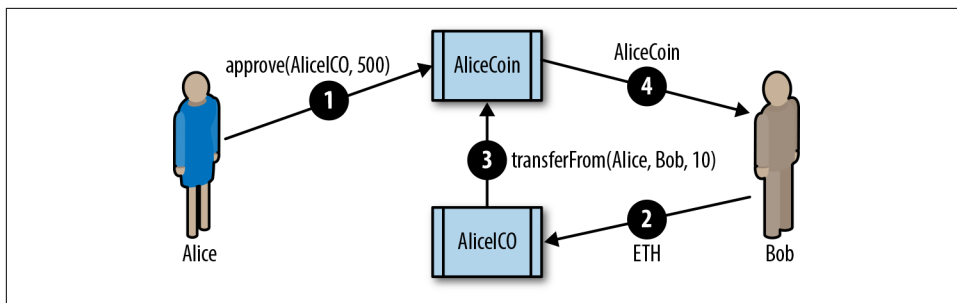 approve(AliceICO, 500)
1
AliceCoin
AliceCoin
4
3
transferFrom(Alice, Bob, 10)
2
AliceICO
ETH
Alice
Bob